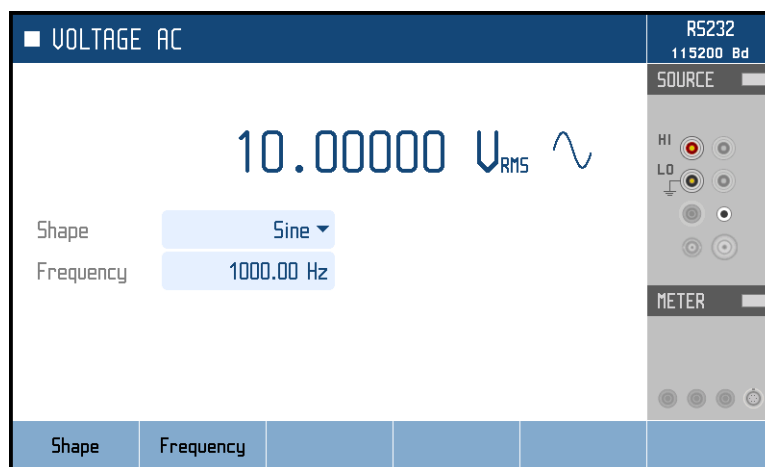 VOLTAGE AC
RS232
115200 Bd
SOURCE
10.00000 VRMS
HI
LO
Shape Sine
Frequency 1000.00 Hz
METER
Shape Frequency